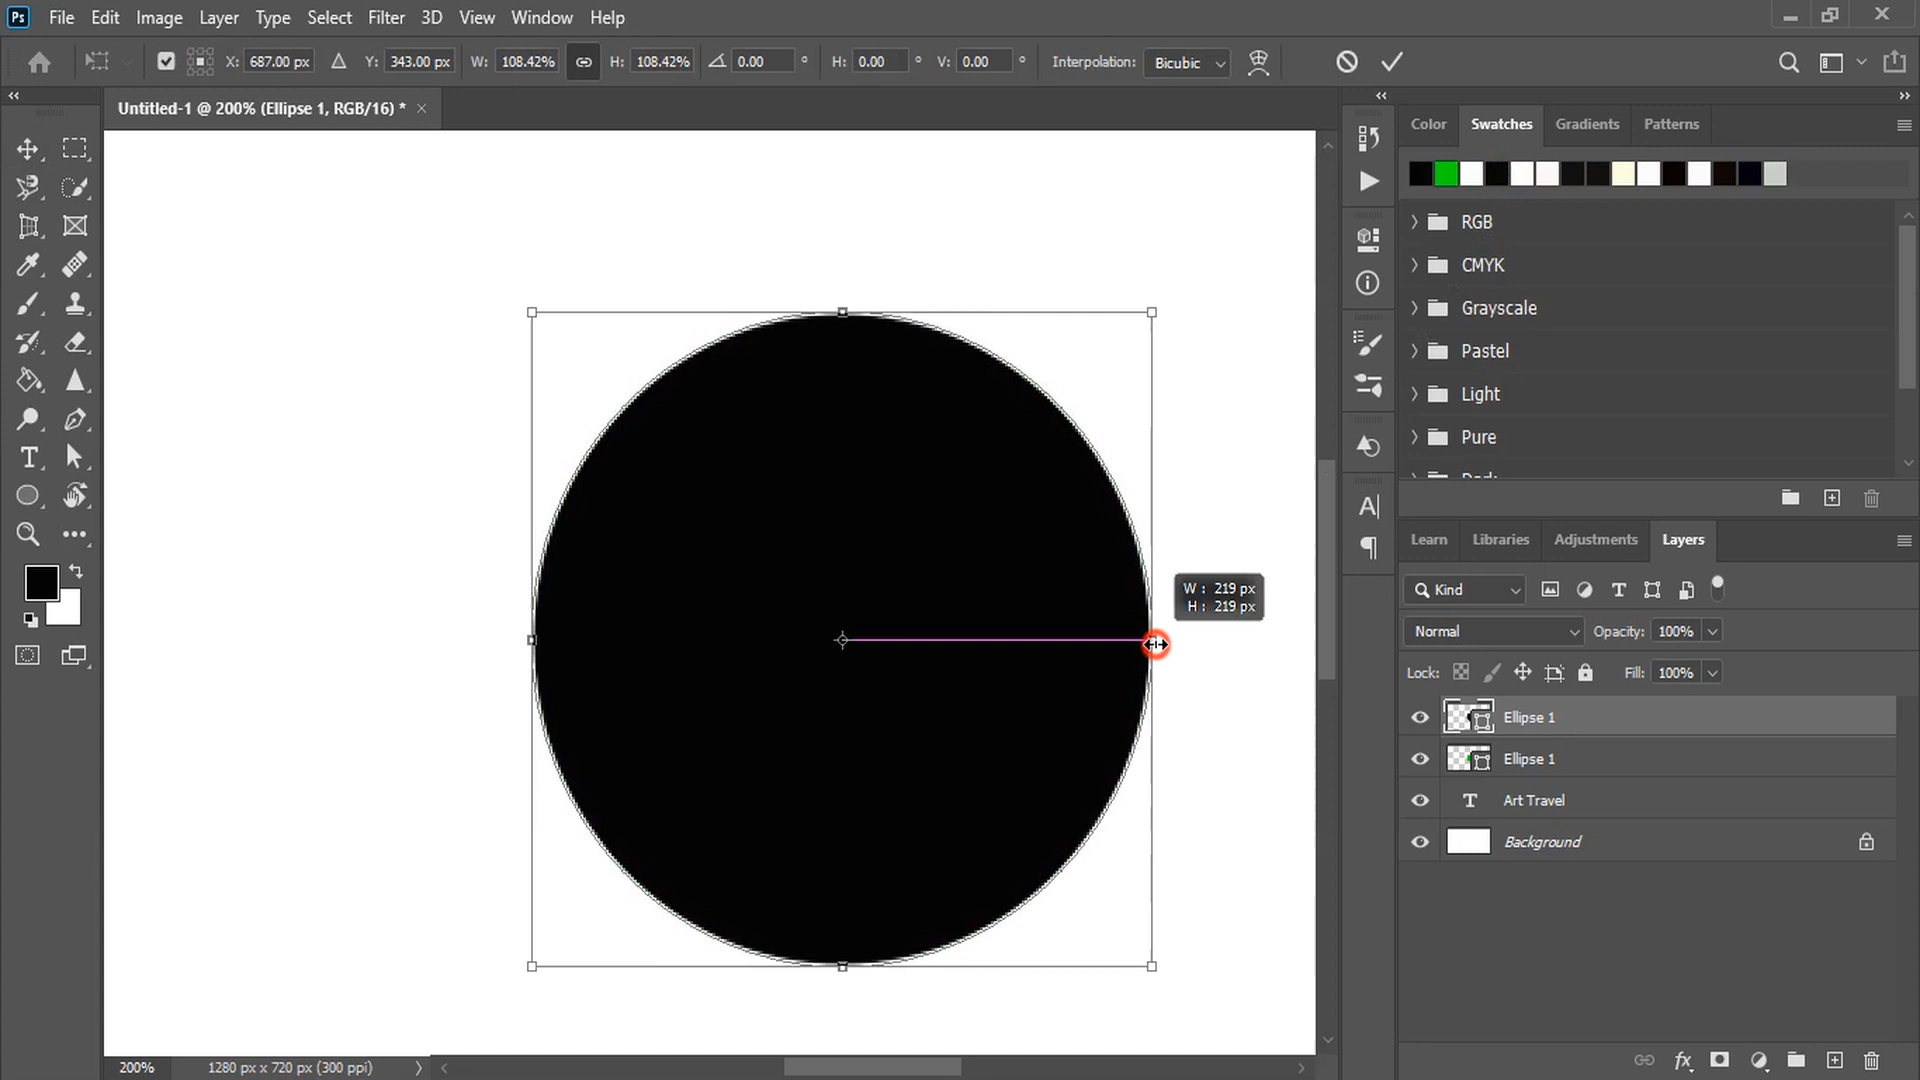 Ps File Edit Image Layer Type Select Filter 3D View Window Help
X: 687.00 px Y: 343.00 px W: 108.42% H: 108.42% 0.00 ° H: 0.00 ° V: 0.00 ° Interpolation: Bicubic
Untitled-1 @ 200% (Ellipse 1, RGB/16) *
Color Swatches Gradients Patterns
RGB
CMYK
Grayscale
Pastel
Light
Pure
Learn Libraries Adjustments Layers
Kind
Normal Opacity: 100%
Lock: Fill: 100%
Ellipse 1
Ellipse 1
Art Travel
Background
W : 219 px
H : 219 px
200% 1280 px x 720 px (300 ppi)